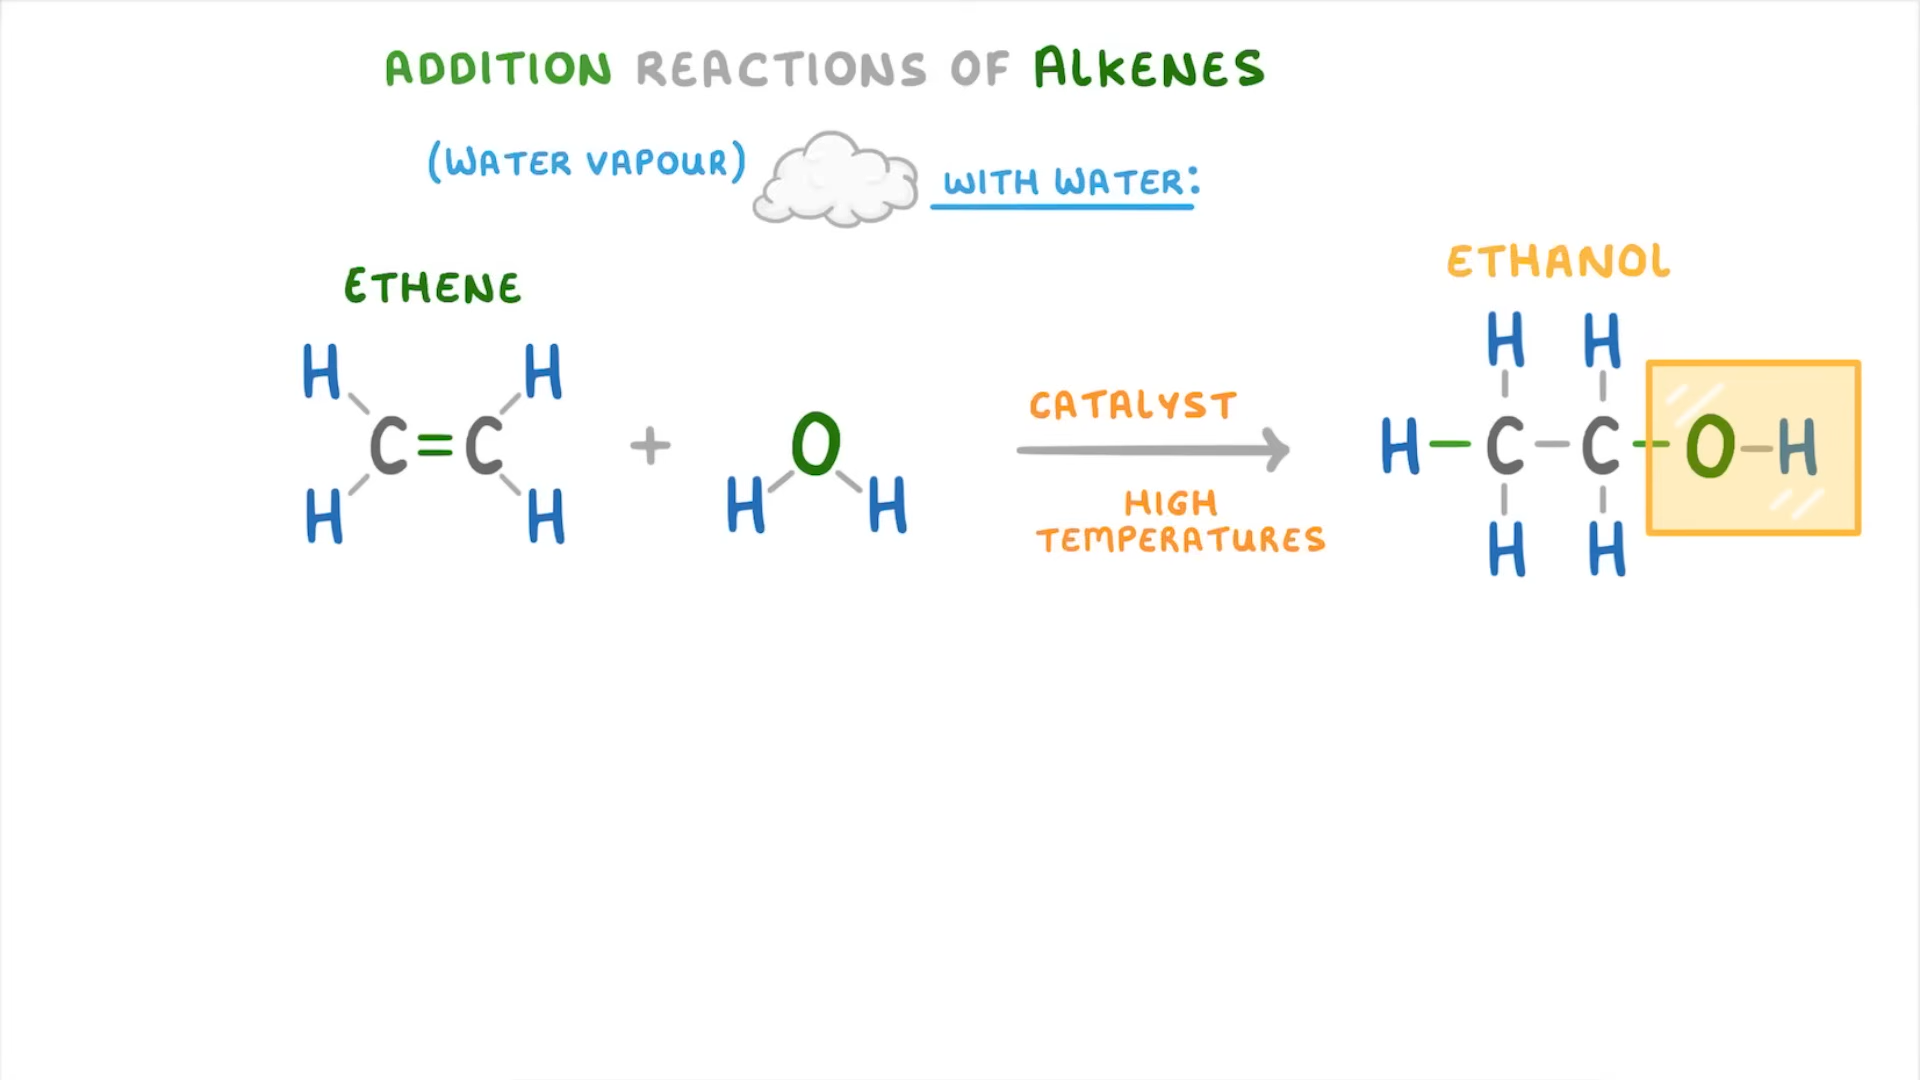 ADDITION REACTIONS OF ALKENES
(WATER VAPOUR) WITH WATER:
ETHENE
ETHANOL
H H
C=C
H H
+
O
H H
CATALYST
HIGH
TEMPERATURES
H H
H–C–C–O–H
H H